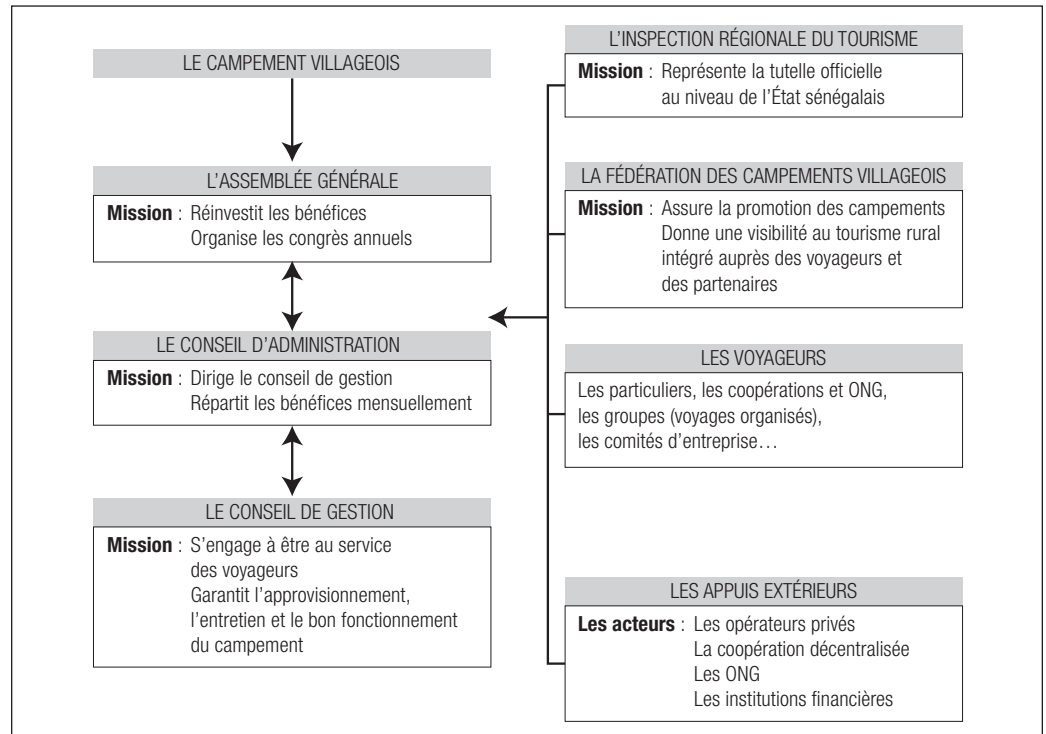 LE CAMPEMENT VILLAGEOIS
L'ASSEMBLÉE GÉNÉRALE
Mission : Réinvestit les bénéfices
Organise les congrès annuels
LE CONSEIL D'ADMINISTRATION
Mission : Dirige le conseil de gestion
Répartit les bénéfices mensuellement
LE CONSEIL DE GESTION
Mission : S'engage à être au service
des voyageurs
Garantit l'approvisionnement,
l'entretien et le bon fonctionnement
du campement
L'INSPECTION RÉGIONALE DU TOURISME
Mission : Représente la tutelle officielle
au niveau de l'État sénégalais
LA FÉDÉRATION DES CAMPEMENTS VILLAGEOIS
Mission : Assure la promotion des campements
Donne une visibilité au tourisme rural
intégré auprès des voyageurs et
des partenaires
LES VOYAGEURS
Les particuliers, les coopérations et ONG,
les groupes (voyages organisés),
les comités d'entreprise…
LES APPUIS EXTÉRIEURS
Les acteurs : Les opérateurs privés
La coopération décentralisée
Les ONG
Les institutions financières